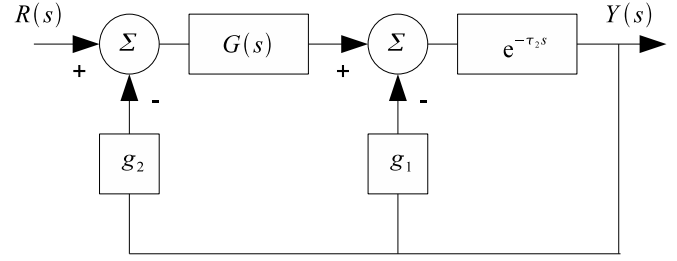 R(s) Y(s)
Σ G(s) Σ e^{-τ₂s}
+ +
- -
g₂ g₁